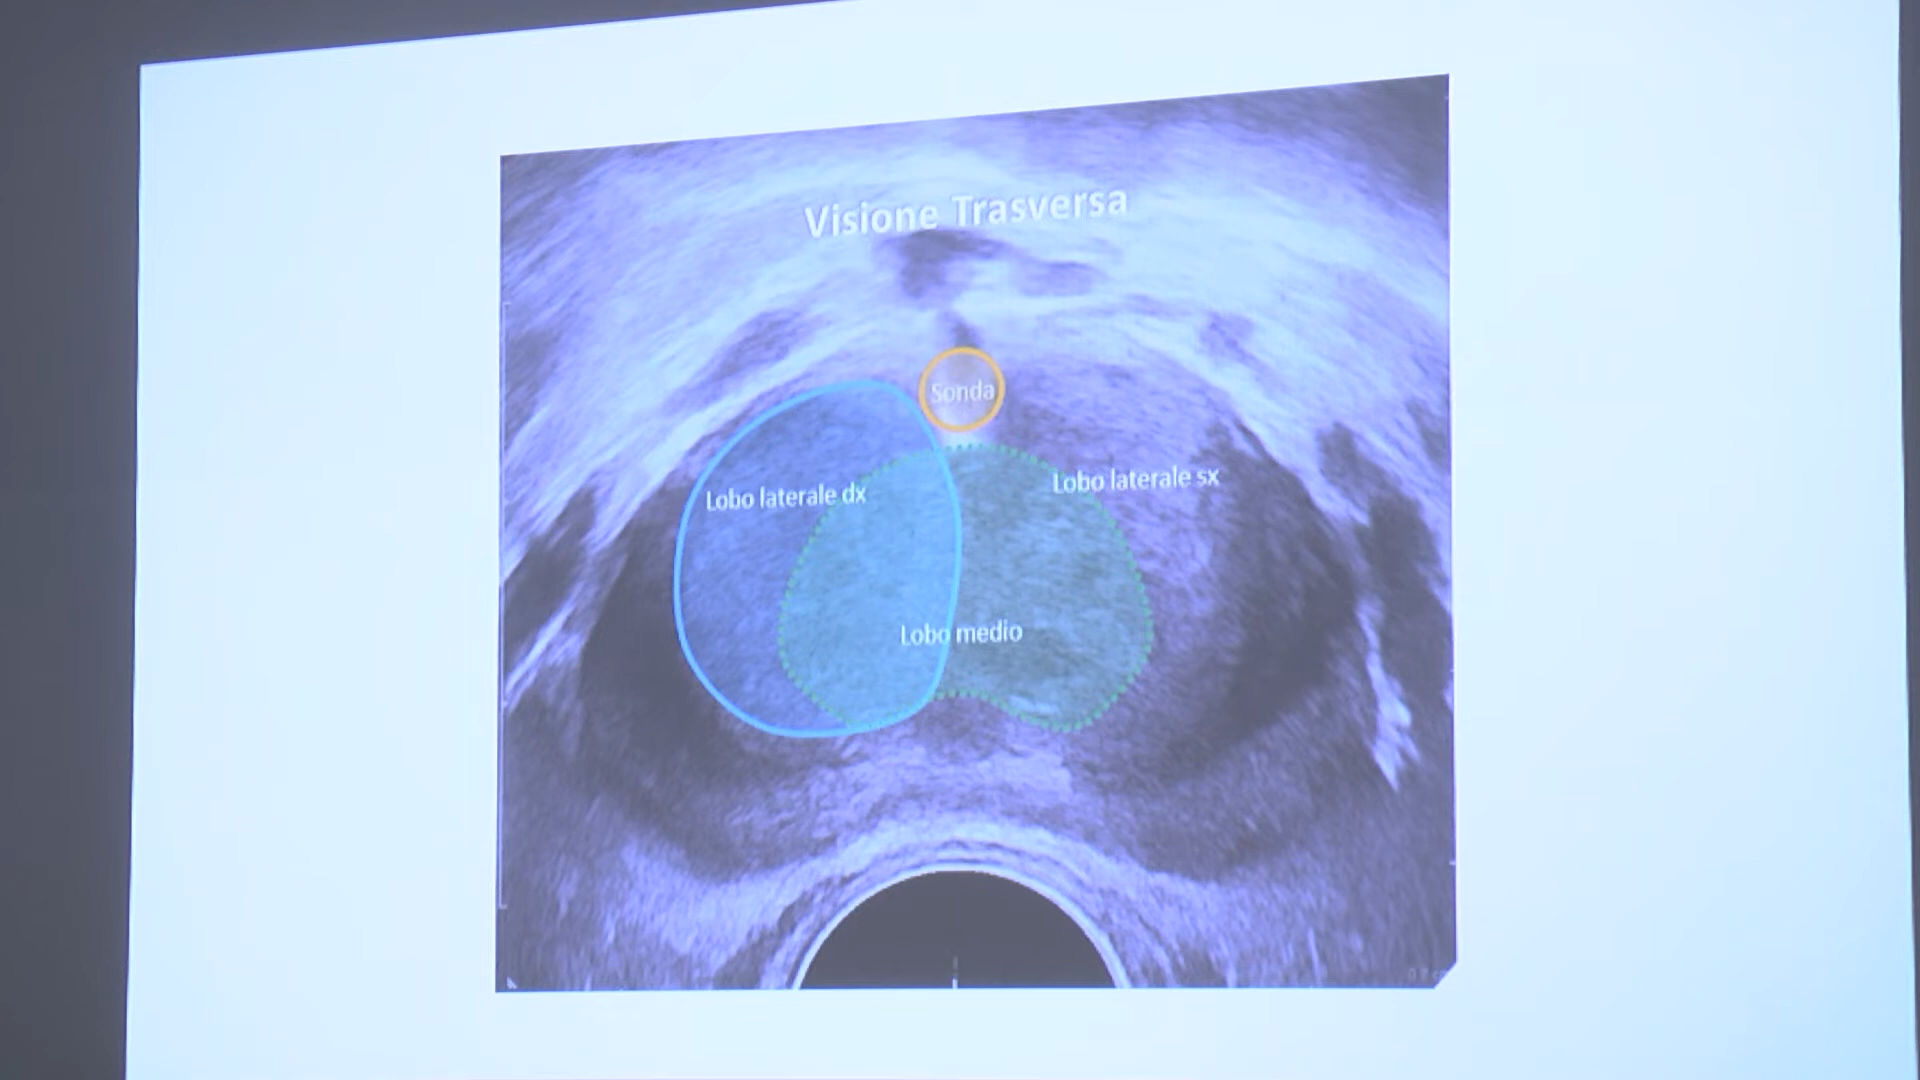 Visione Trasversa
Sonda
Lobo laterale dx
Lobo laterale sx
Lobo medio